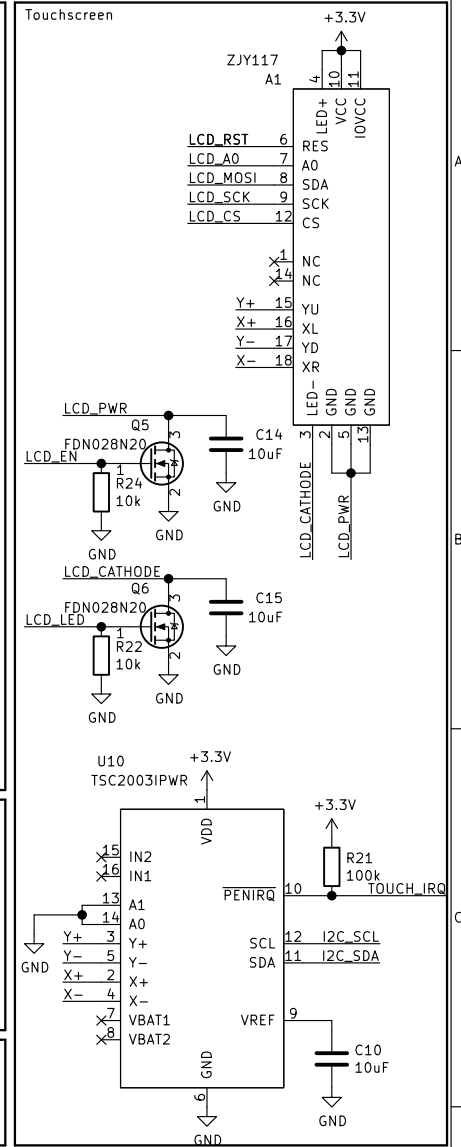 Touchscreen
+3.3V
ZJY117
A1
4 10 11
LED+ VCC IOVCC
LCD_RST 6 RES
LCD_A0 7 A0
LCD_MOSI 8 SDA
LCD_SCK 9 SCK
LCD_CS 12 CS
A
1 NC
14 NC
Y+ 15 YU
X+ 16 XL
Y- 17 YD
X- 18 XR
LED- GND GND GND
3 2 5 13
LCD_CATHODE LCD_PWR
LCD_PWR
Q5
FDN028N20
3
LCD_EN
1
2
R24
10k
GND
GND
C14
10uF
GND
B
LCD_CATHODE
Q6
FDN028N20
3
LCD_LED
1
2
R22
10k
GND
GND
C15
10uF
GND
U10
TSC2003IPWR
+3.3V
1
VDD
+3.3V
R21
100k
15 IN2
16 IN1
PENIRQ 10 TOUCH_IRQ
13 A1
14 A0
C
GND
Y+ 3 Y+
SCL 12 I2C_SCL
Y- 5 Y-
SDA 11 I2C_SDA
X+ 2 X+
X- 4 X-
7 VBAT1
VREF 9
8 VBAT2
C10
10uF
GND
GND
6
GND